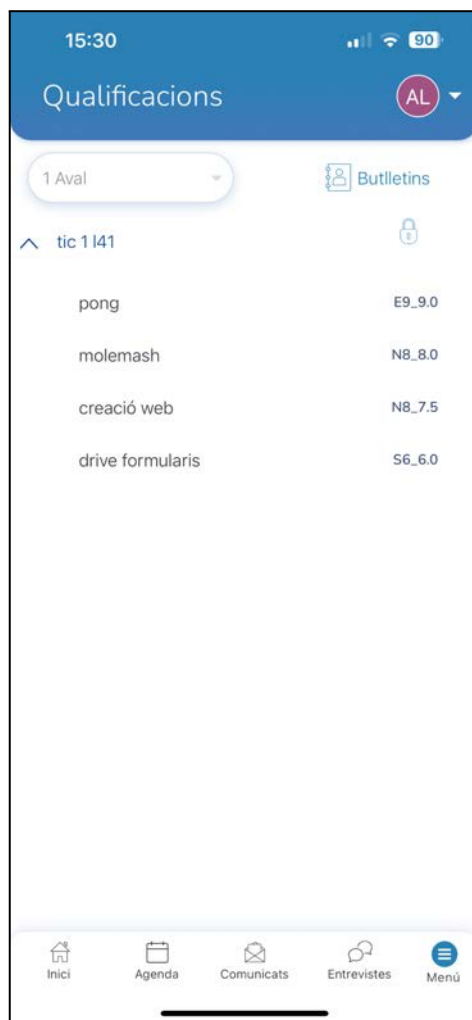 15:30
90
Qualificacions
AL
1 Aval
Butlletins
tic 1 l41
pong E9_9.0
molemash N8_8.0
creació web N8_7.5
drive formularis S6_6.0
Inici Agenda Comunicats Entrevistes Menú